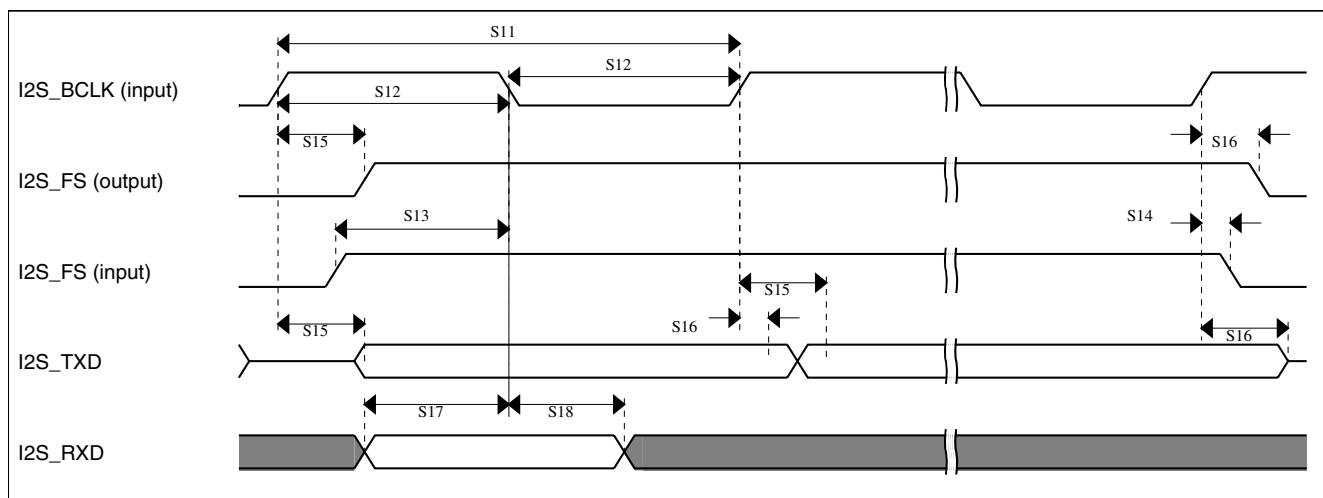 S11
I2S_BCLK (input)
S12
S12
S15
S16
I2S_FS (output)
S13
S14
I2S_FS (input)
S15
S15
S16
S16
I2S_TXD
S17
S18
I2S_RXD